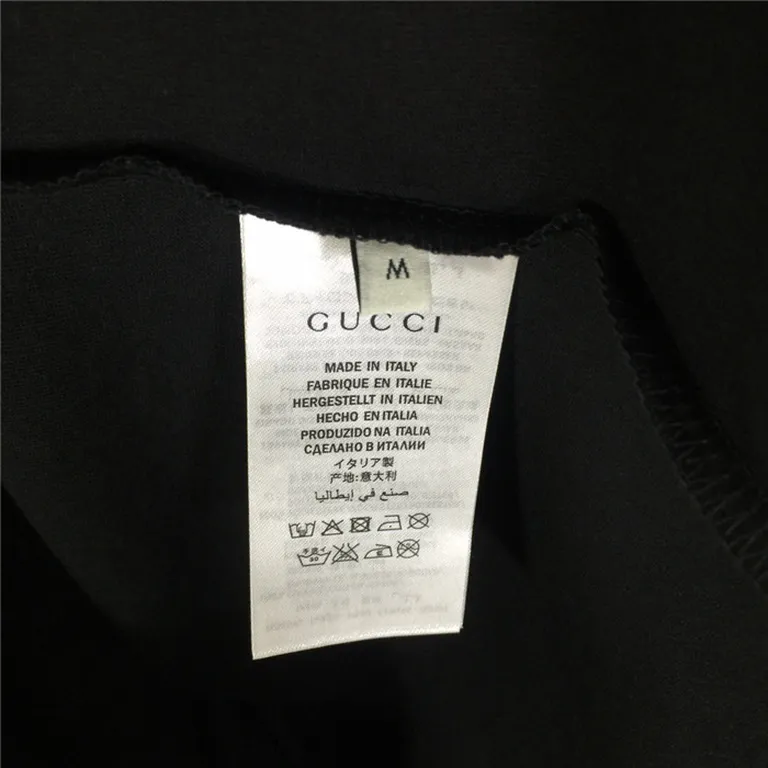 M
GUCCI
MADE IN ITALY
FABRIQUE EN ITALIE
HERGESTELLT IN ITALIEN
HECHO EN ITALIA
PRODUZIDO NA ITALIA
СДЕЛАНО В ИТАЛИИ
イタリア製
产地:意大利
صنع في إيطاليا